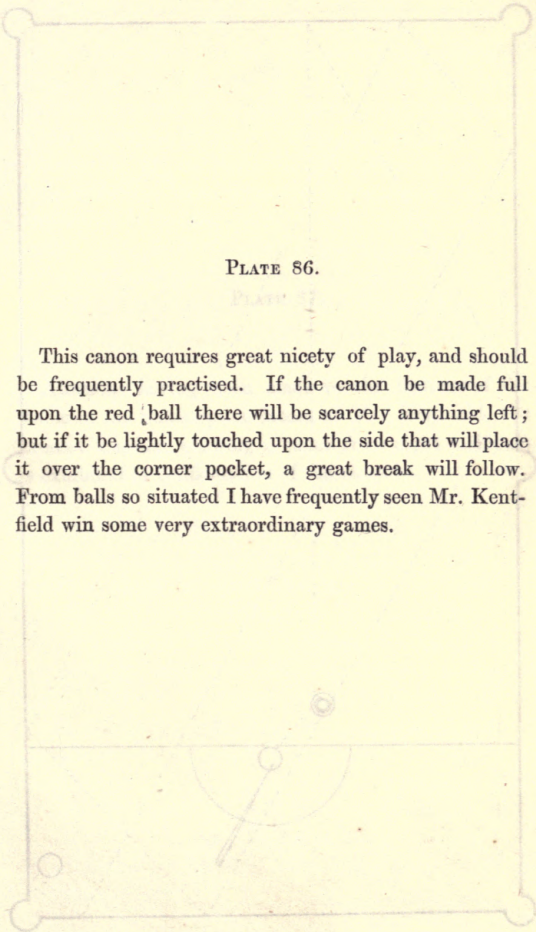 PLATE 86.
This canon requires great nicety of play, and should
be frequently practised. If the canon be made full
upon the red ball there will be scarcely anything left;
but if it be lightly touched upon the side that will place
it over the corner pocket, a great break will follow.
From balls so situated I have frequently seen Mr. Kent-
field win some very extraordinary games.